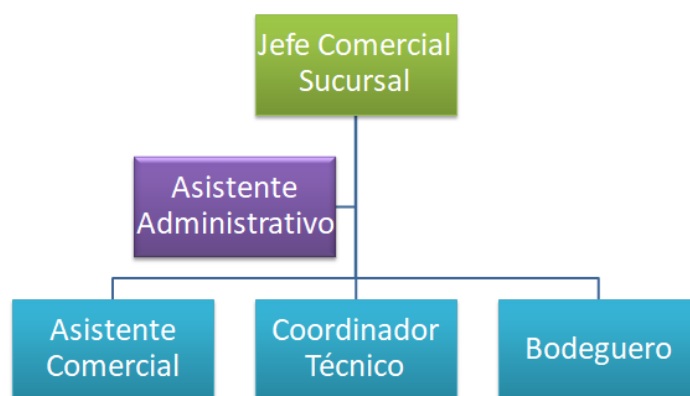 Jefe Comercial
Sucursal
Asistente
Administrativo
Asistente
Comercial
Coordinador
Técnico
Bodeguero